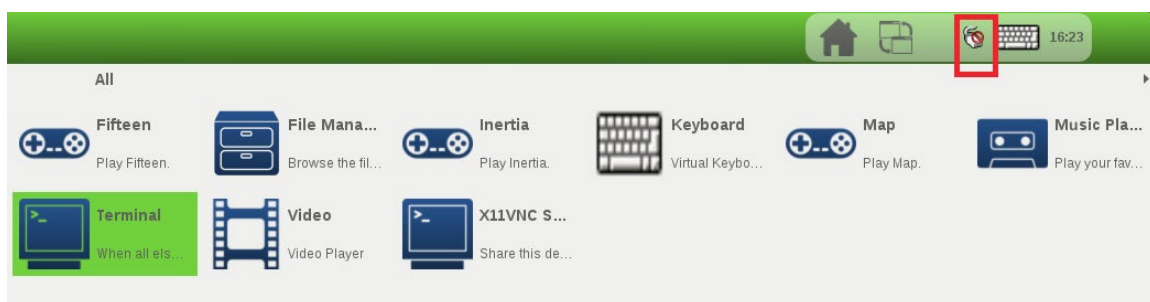 16:23
All
Fifteen
Play Fifteen.
File Mana...
Browse the fil...
Inertia
Play Inertia.
Keyboard
Virtual Keybo...
Map
Play Map.
Music Pla...
Play your fav...
Terminal
When all els...
Video
Video Player
X11VNC S...
Share this de...